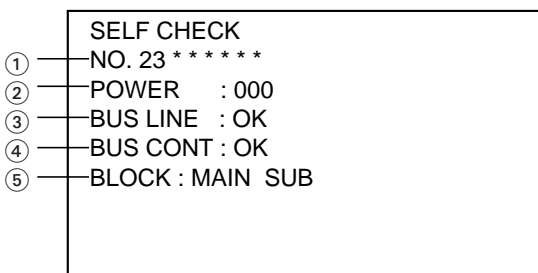 SELF CHECK
① NO. 23 * * * * * *
② POWER : 000
③ BUS LINE : OK
④ BUS CONT : OK
⑤ BLOCK : MAIN SUB